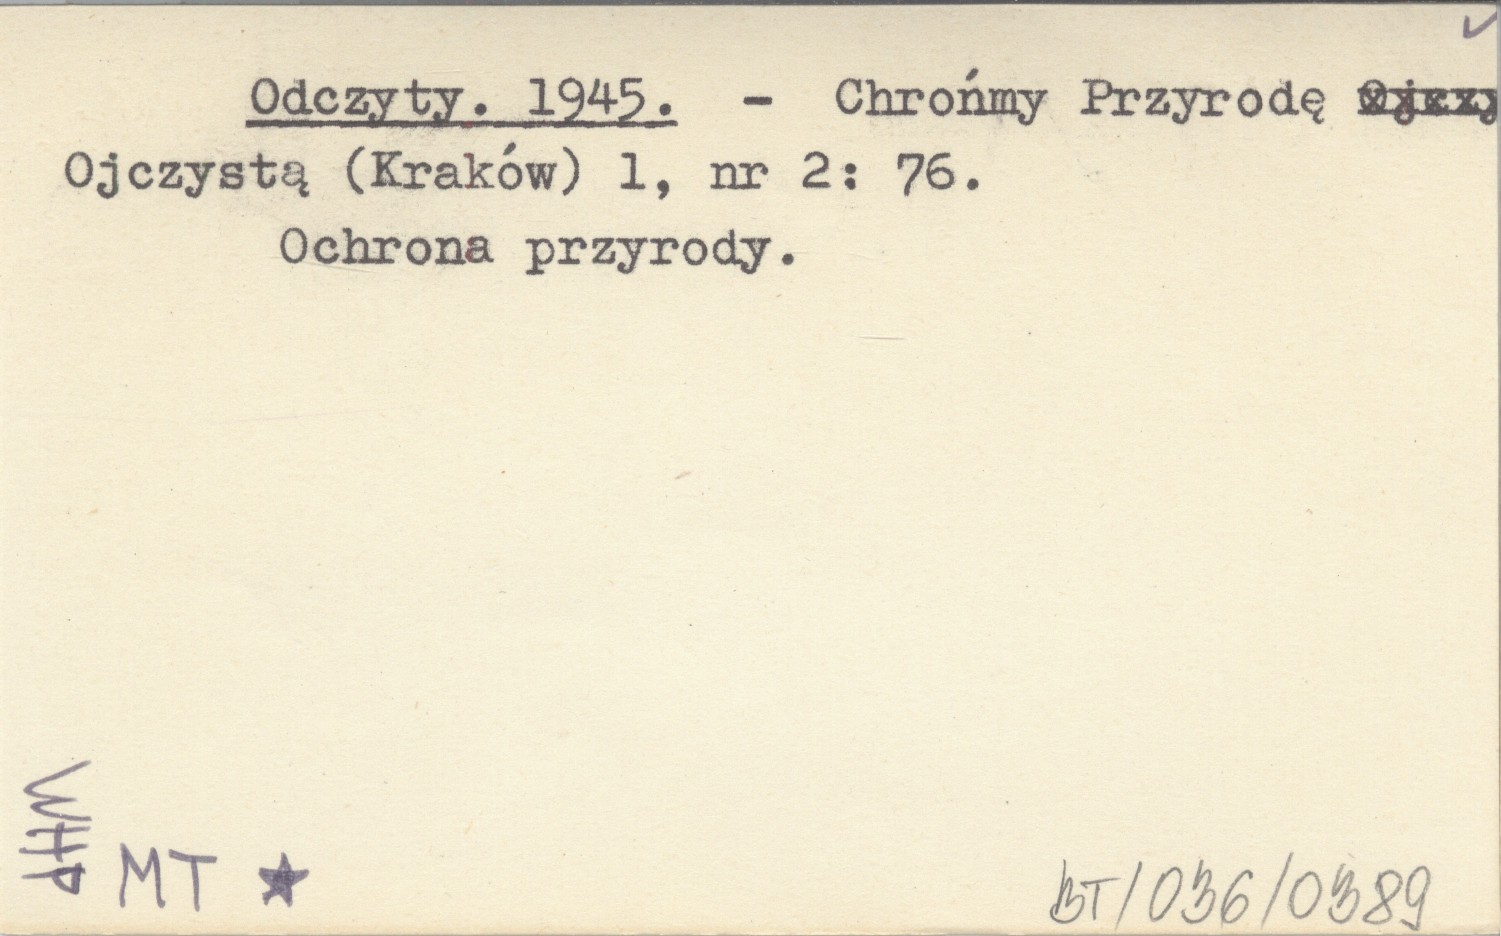 Odczyty. 1945. - Chrońmy Przyrodę
Ojczystą (Kraków) 1, nr 2: 76.
Ochrona przyrody.
WHP
MT ★
BT/036/0389